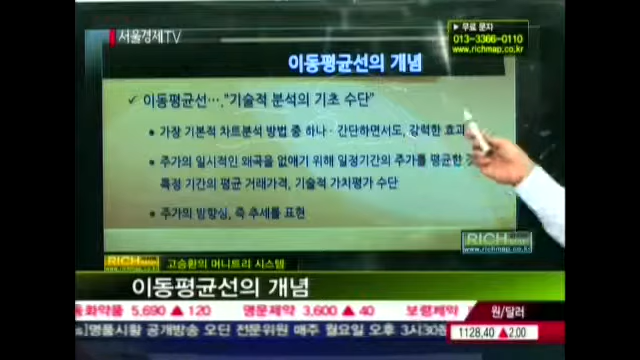 서울경제TV
▶ 무료 문자
013-3366-0110
www.richmap.co.kr
이동평균선의 개념
✓ 이동평균선…."기술적 분석의 기초 수단"
• 가장 기본적 차트분석 방법 중 하나 · 간단하면서도, 강력한 효과
• 주가의 일시적인 왜곡을 없애기 위해 일정기간의 주가를 평균한 것
특정 기간의 평균 거래가격, 기술적 가치평가 수단
• 주가의 방향성, 즉 추세를 표현
RICH
www.richmap.co.kr
RICH
고승환의 머니트리 시스템
이동평균선의 개념
동화약품 5,690 ▲ 120 명문제약 3,600 ▲ 40 보령제약
원/달러
]명품시황 공개방송 오딘 전문위원 매주 월요일 오후 3시30분
1128,40 ▲2.00